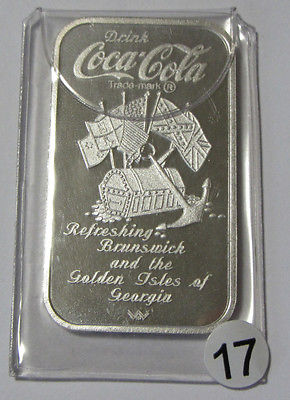 Drink
Coca-Cola
Trade-mark ®
Refreshing
Brunswick
and the
Golden Isles of
Georgia
17